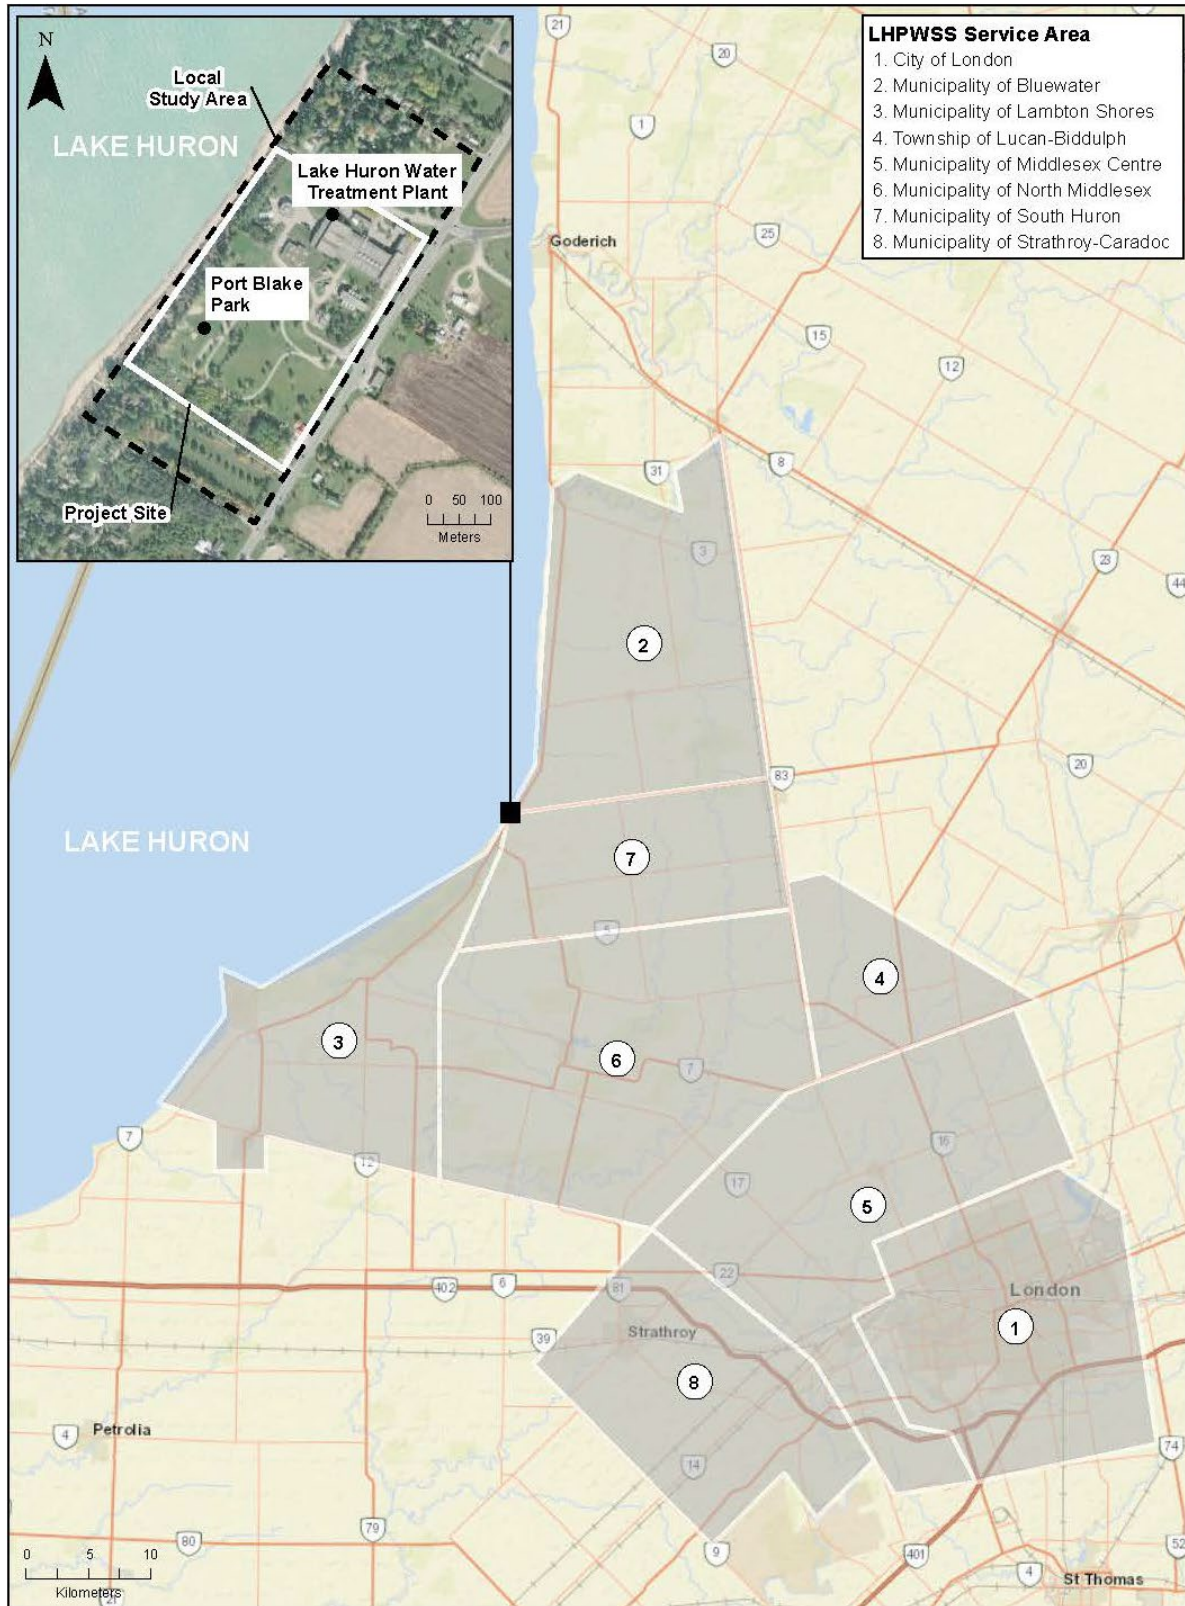 N
Local
Study Area
LAKE HURON
Lake Huron Water
Treatment Plant
Port Blake
Park
Project Site
0 50 100
Meters
LHPWSS Service Area
1. City of London
2. Municipality of Bluewater
3. Municipality of Lambton Shores
4. Township of Lucan-Biddulph
5. Municipality of Middlesex Centre
6. Municipality of North Middlesex
7. Municipality of South Huron
8. Municipality of Strathroy-Caradoc
21
20
1
Goderich
25
15
12
31
8
3
23
44
2
83
20
LAKE HURON
7
5
4
3
6
7
7
12
16
17
5
22
402
6
81
London
39
Strathroy
1
8
Petrolia
4
74
14
79
80
9
401
52
4
St Thomas
0 5 10
Kilometers
21